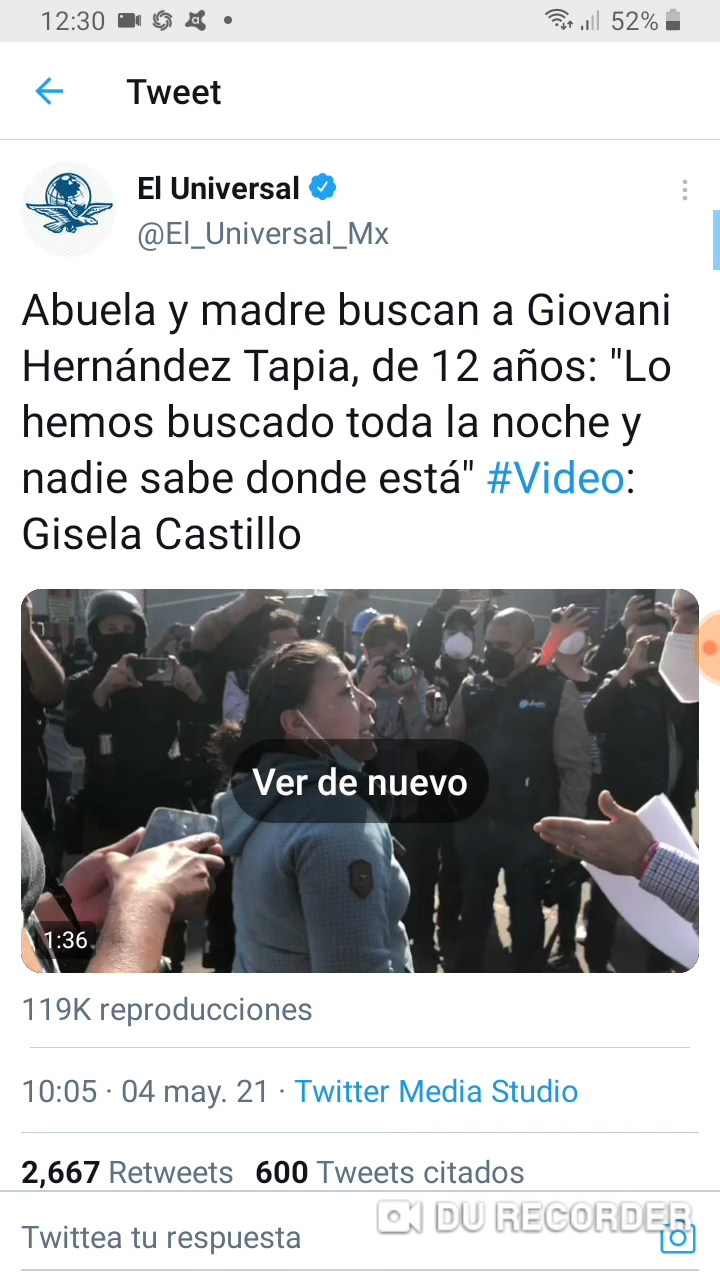 12:30
52%
Tweet
El Universal
@El_Universal_Mx
Abuela y madre buscan a Giovani
Hernández Tapia, de 12 años: "Lo
hemos buscado toda la noche y
nadie sabe donde está" #Video:
Gisela Castillo
Ver de nuevo
1:36
119K reproducciones
10:05 · 04 may. 21 · Twitter Media Studio
2,667 Retweets 600 Tweets citados
DU RECORDER
Twittea tu respuesta